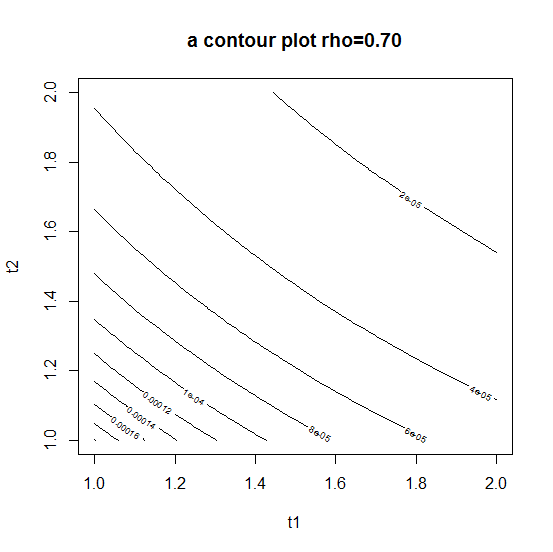 a contour plot rho=0.70
t2
2.0
1.8
1.6
1.4
1.2
1.0
2e-05
4e-05
6e-05
8e-05
1e-04
0.00012
0.00014
0.00016
1.0 1.2 1.4 1.6 1.8 2.0
t1